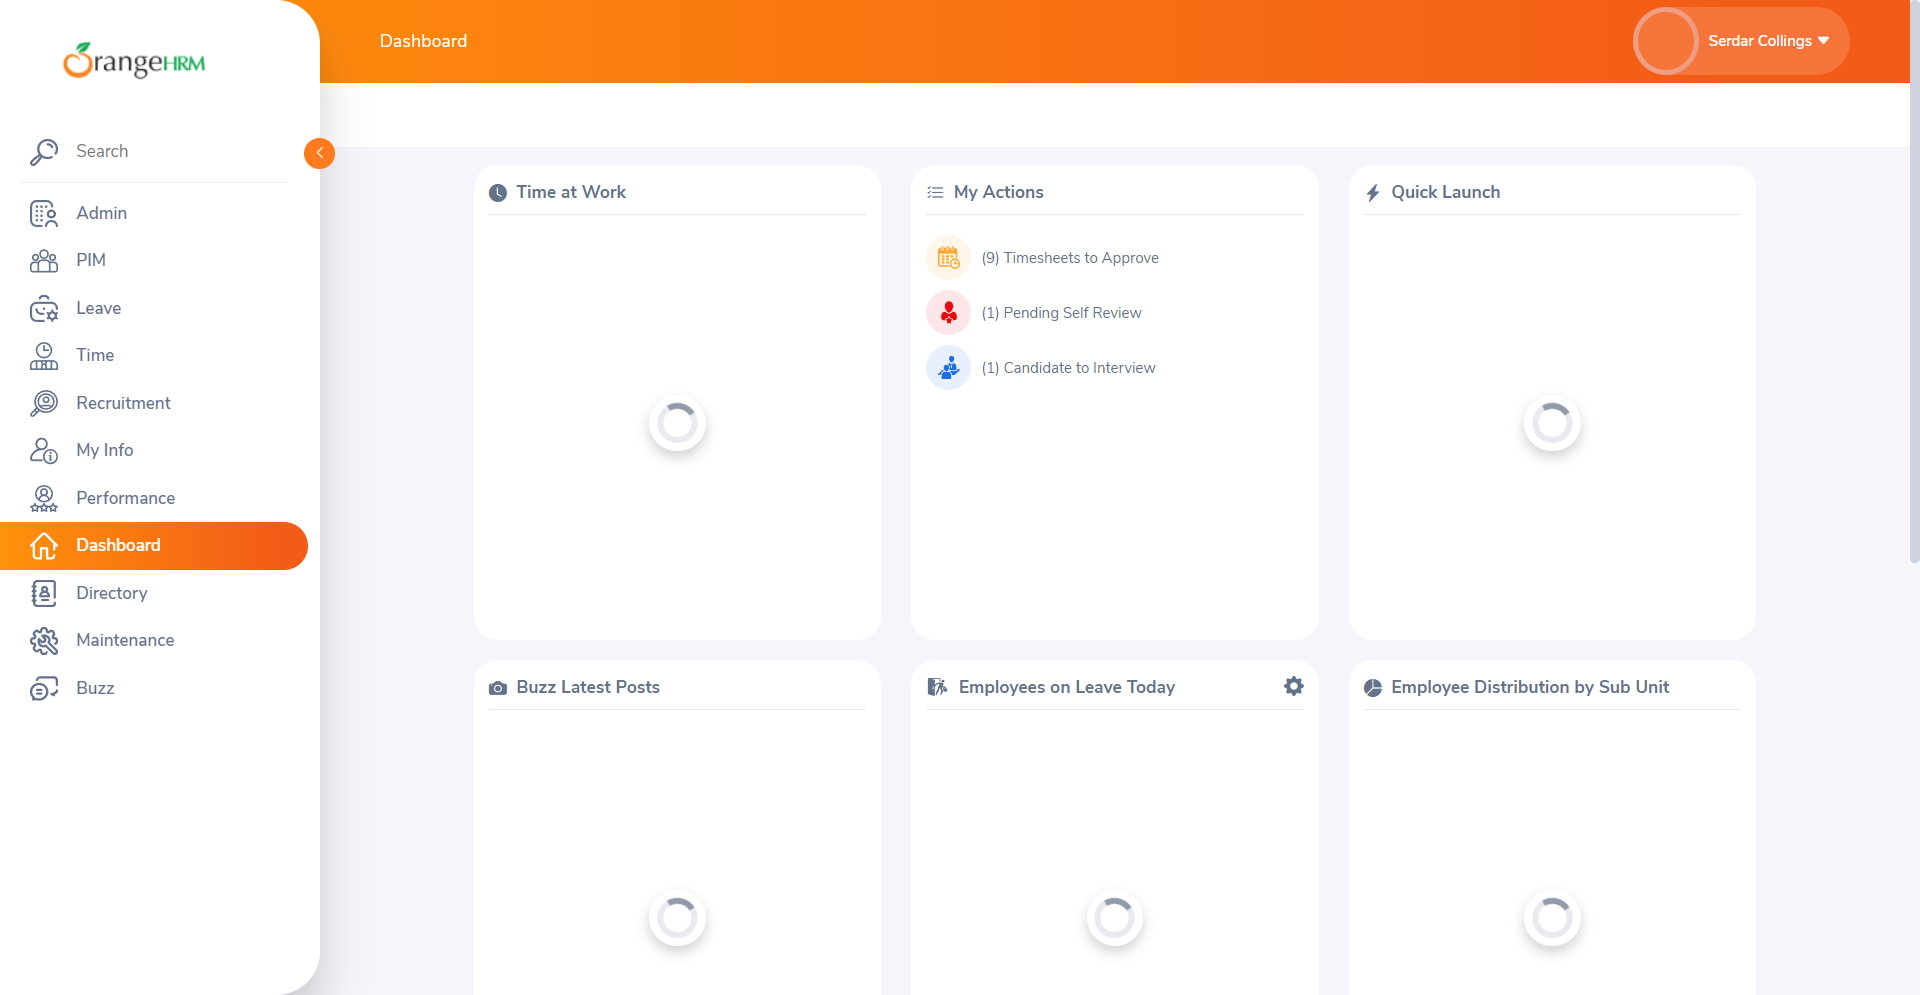 OrangeHRM
Dashboard
Serdar Collings
Search
Admin
PIM
Leave
Time
Recruitment
My Info
Performance
Dashboard
Directory
Maintenance
Buzz
Time at Work
My Actions
(9) Timesheets to Approve
(1) Pending Self Review
(1) Candidate to Interview
Quick Launch
Buzz Latest Posts
Employees on Leave Today
Employee Distribution by Sub Unit